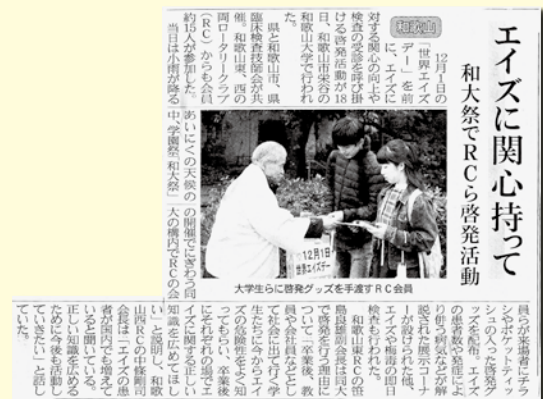 エイズに関心持って
和大祭でRCら啓発活動
和歌山
12月1日の
「世界エイズ
デー」を前
に、エイズに
対する関心の向上や
検査の受診を呼び掛
ける啓発活動が18
日、和歌山市栄谷の
和歌山大学で行われ
た。
県と和歌山市、県
臨床検査技師会が共
催。和歌山東、西の
両ロータリークラブ
（RC）からも会員
約15人が参加した。
当日は小雨が降る
あいにくの天候の
中、学園祭「和大祭」
の開催でにぎわう同
大の構内でRCの会
員らが来場者にチラ
シやポケットティッ
シュの入った啓発グ
ッズを配布。エイズ
の患者数や発症によ
り伴う病気などが解
説された展示コーナ
ーが設けられた他、
エイズや梅毒の即日
検査も行われた。
和歌山東RCの笹
島良雄副会長は同大
で啓発を行う理由に
ついて「卒業後、教
員や会社員などとし
て社会に出て行く学
生たちに今からエイ
ズの危険性をよく知
ってもらい、卒業後
にそれぞれの場でエ
イズに関する正しい
知識を広めてほし
い」と説明し、和歌
山西RCの中條剛司
会長は「エイズの患
者が国内でも増えて
いると聞いている。
正しい知識を広める
ために今後も活動し
ていきたい」と話し
ていた。
12月1日
世界エイズデー
大学生らに啓発グッズを手渡すRC会員